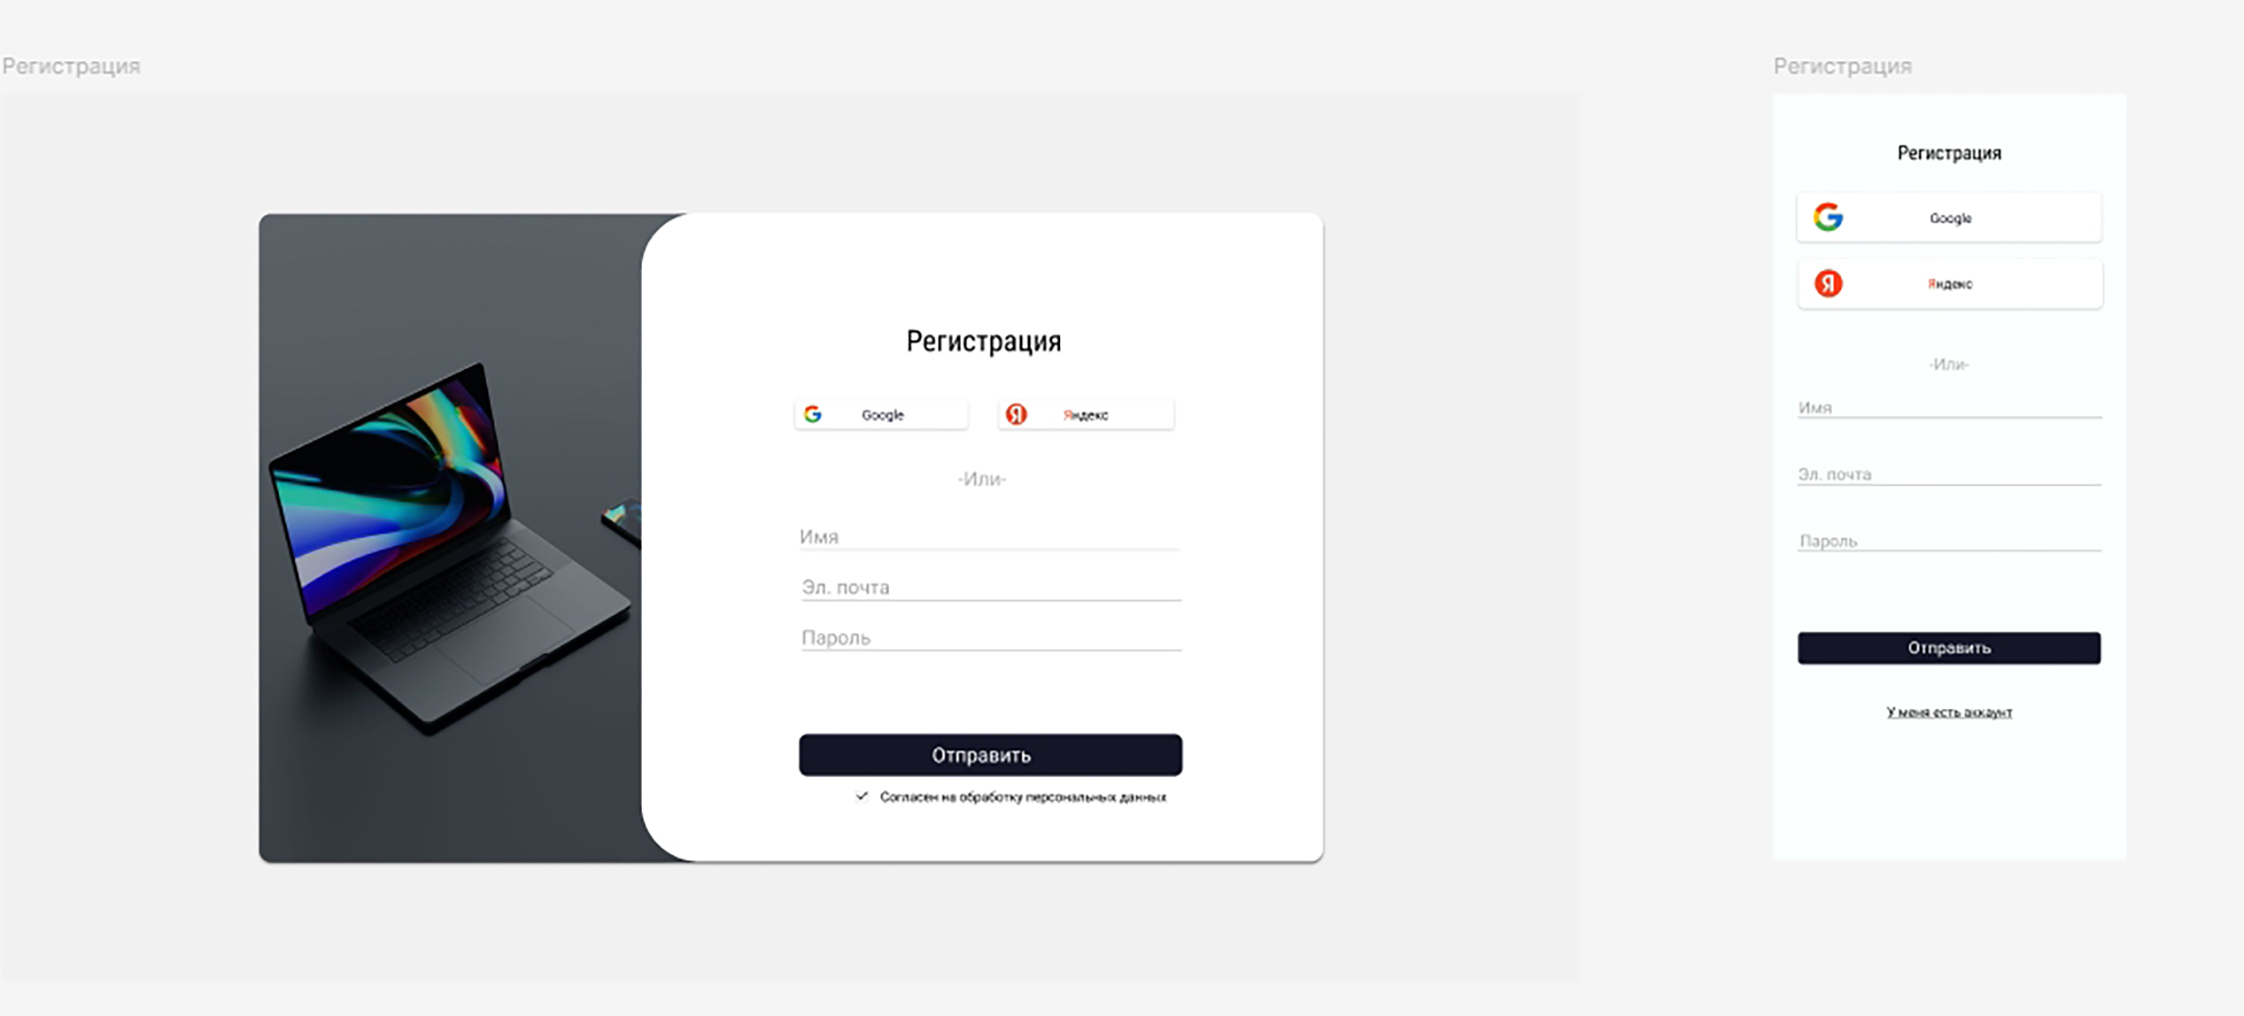 Регистрация
Регистрация
Google
Я Яндекс
-Или-
Имя
Эл. почта
Пароль
Отправить
Согласен на обработку персональных данных
Регистрация
Регистрация
Google
Я Яндекс
-Или-
Имя
Эл. почта
Пароль
Отправить
У меня есть аккаунт